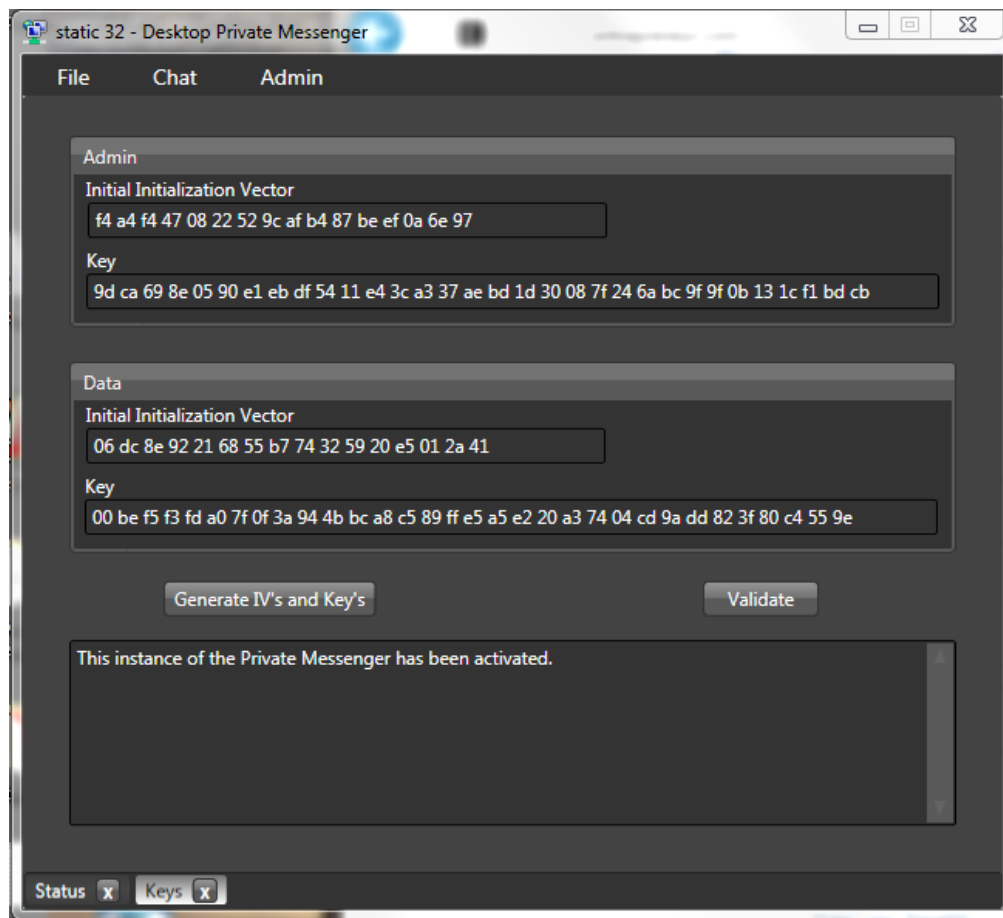 static 32 - Desktop Private Messenger
File Chat Admin
Admin
Initial Initialization Vector
f4 a4 f4 47 08 22 52 9c af b4 87 be ef 0a 6e 97
Key
9d ca 69 8e 05 90 e1 eb df 54 11 e4 3c a3 37 ae bd 1d 30 08 7f 24 6a bc 9f 9f 0b 13 1c f1 bd cb
Data
Initial Initialization Vector
06 dc 8e 92 21 68 55 b7 74 32 59 20 e5 01 2a 41
Key
00 be f5 f3 fd a0 7f 0f 3a 94 4b bc a8 c5 89 ff e5 a5 e2 20 a3 74 04 cd 9a dd 82 3f 80 c4 55 9e
Generate IV's and Key's Validate
This instance of the Private Messenger has been activated.
Status x Keys x